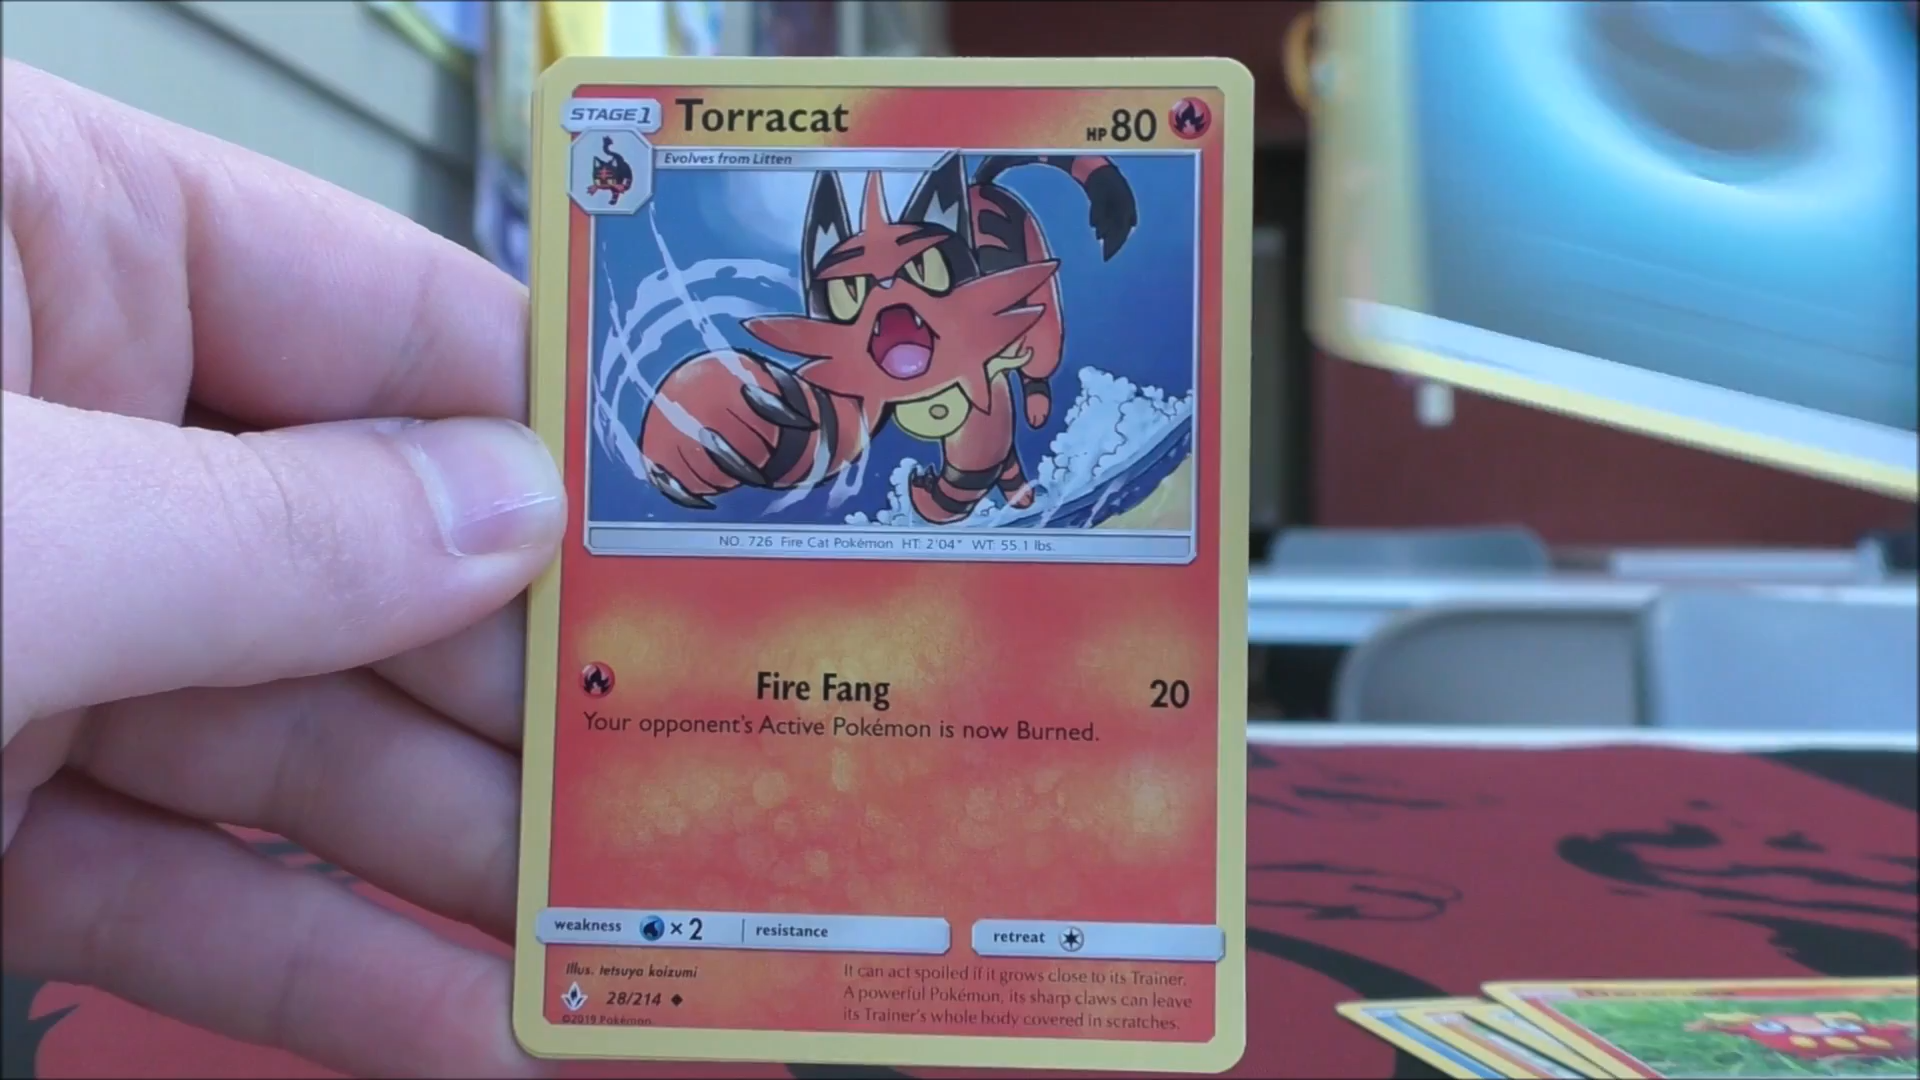 STAGE1 Torracat HP 80
Evolves from Litten
NO. 726 Fire Cat Pokémon HT: 2'04" WT: 55.1 lbs.
Fire Fang 20
Your opponent's Active Pokémon is now Burned.
weakness ×2 resistance retreat
Illus. tetsuya koizumi
28/214
©2019 Pokémon
It can act spoiled if it grows close to its Trainer.
A powerful Pokémon, its sharp claws can leave
its Trainer's whole body covered in scratches.